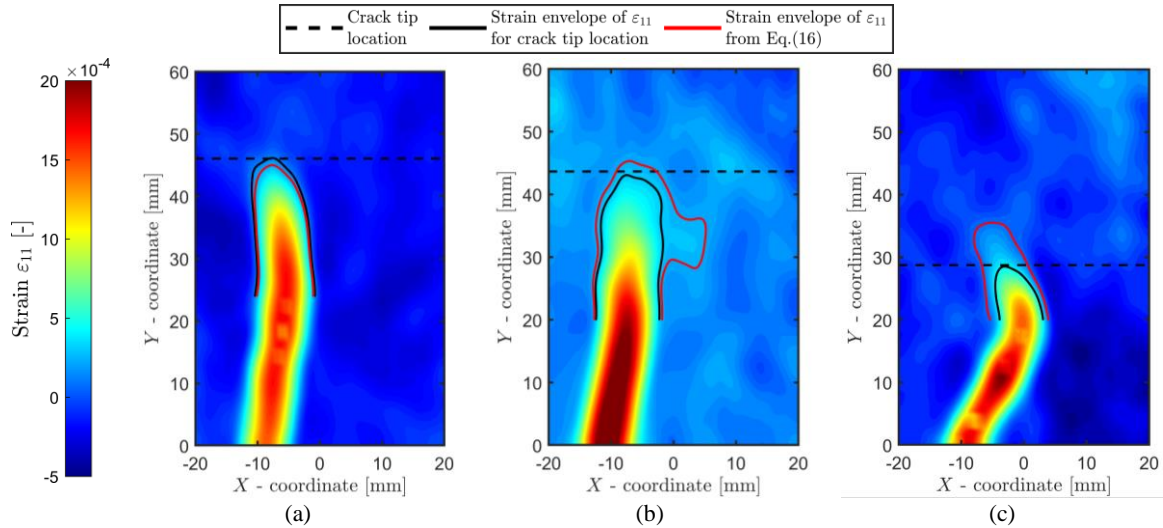 Crack tip
location
Strain envelope of ε₁₁
for crack tip location
Strain envelope of ε₁₁
from Eq.(16)
×10⁻⁴
20
15
10
5
0
-5
Strain ε₁₁ [-]
60
50
40
30
20
10
0
Y - coordinate [mm]
-20 -10 0 10 20
X - coordinate [mm]
(a)
60
50
40
30
20
10
0
Y - coordinate [mm]
-20 -10 0 10 20
X - coordinate [mm]
(b)
60
50
40
30
20
10
0
Y - coordinate [mm]
-20 -10 0 10 20
X - coordinate [mm]
(c)